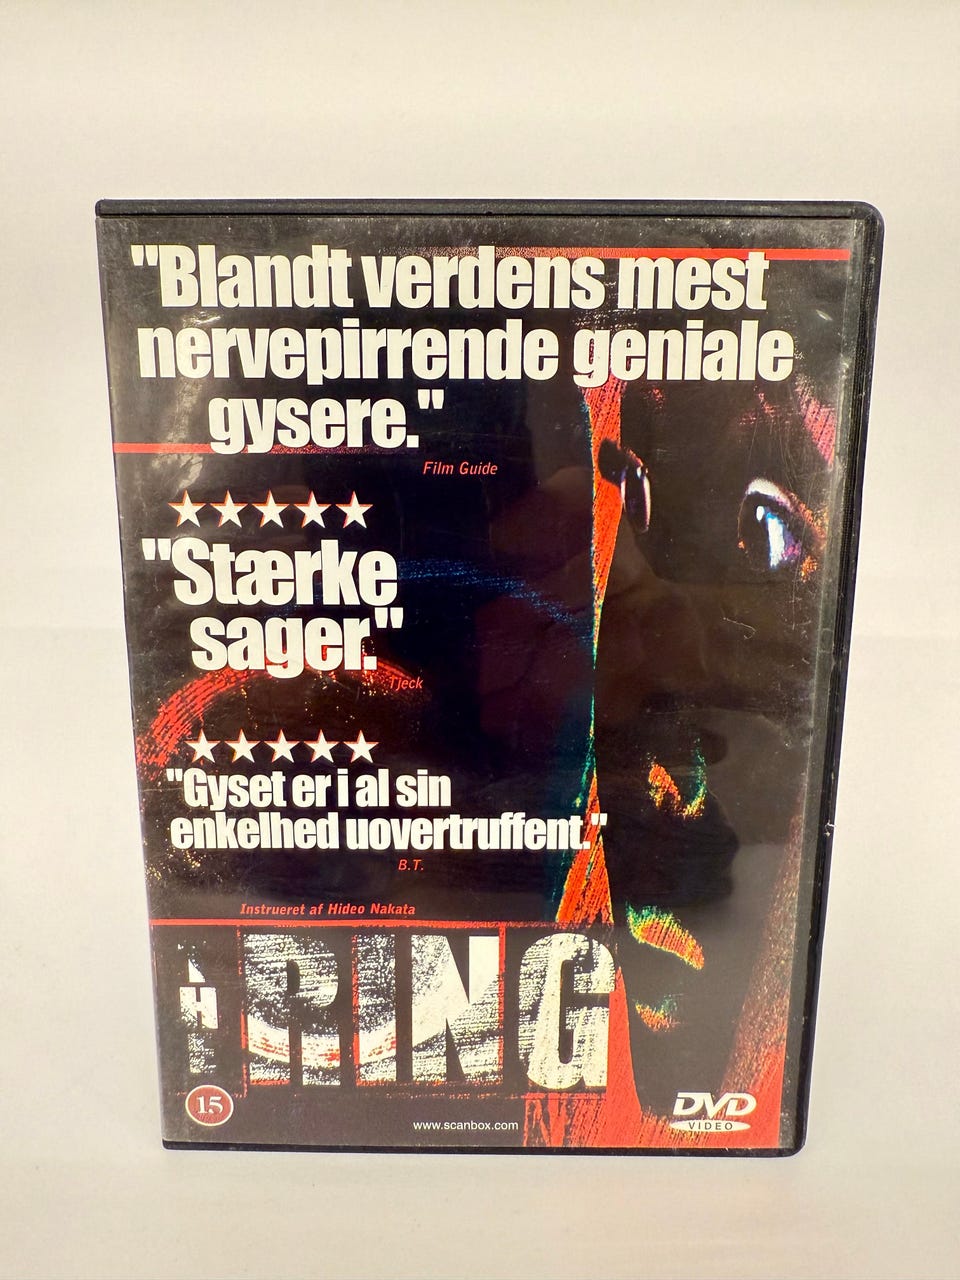 "Blandt verdens mest
nervepirrende geniale
gysere."
Film Guide
"Stærke
sager."
Tjeck
"Gyset er i al sin
enkelhed uovertruffent."
B.T.
Instrueret af Hideo Nakata
THE RING
15
www.scanbox.com
DVD
VIDEO